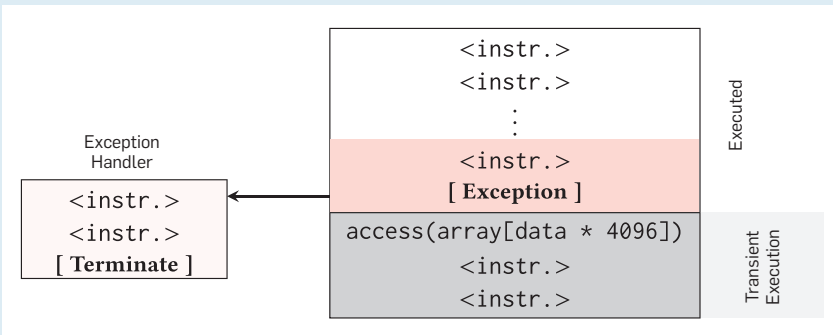 <instr.>
<instr.>
⋮
Executed
Exception
Handler
<instr.>
[ Exception ]
<instr.>
<instr.>
[ Terminate ]
access(array[data * 4096])
<instr.>
<instr.>
Transient
Execution